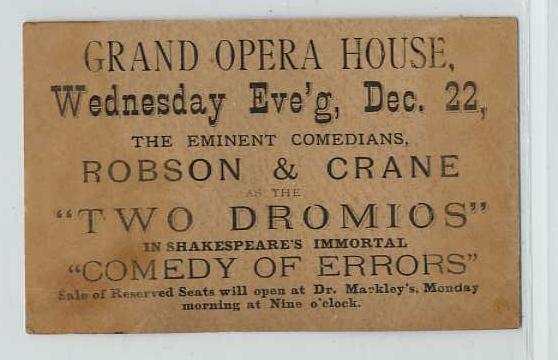 GRAND OPERA HOUSE,
Wednesday Eve'g, Dec. 22,
THE EMINENT COMEDIANS,
ROBSON & CRANE
AS THE
"TWO DROMIOS"
IN SHAKESPEARE'S IMMORTAL
"COMEDY OF ERRORS"
Sale of Reserved Seats will open at Dr. Markley's, Monday
morning at Nine o'clock.